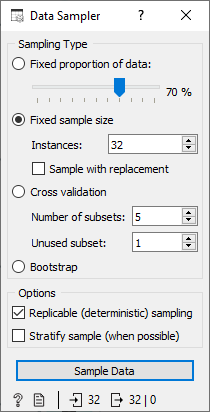 Data Sampler
Sampling Type
Fixed proportion of data:
70 %
Fixed sample size
Instances: 32
Sample with replacement
Cross validation
Number of subsets: 5
Unused subset: 1
Bootstrap
Options
Replicable (deterministic) sampling
Stratify sample (when possible)
Sample Data
? 32 32 | 0